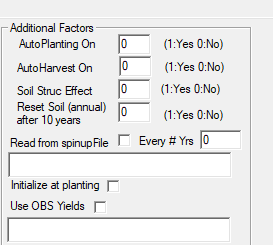 Additional Factors
AutoPlanting On 0 (1:Yes 0:No)
AutoHarvest On 0 (1:Yes 0:No)
Soil Struc Effect 0 (1:Yes 0:No)
Reset Soil (annual)
after 10 years 0 (1:Yes 0:No)
Read from spinupFile Every # Yrs 0
Initialize at planting
Use OBS Yields